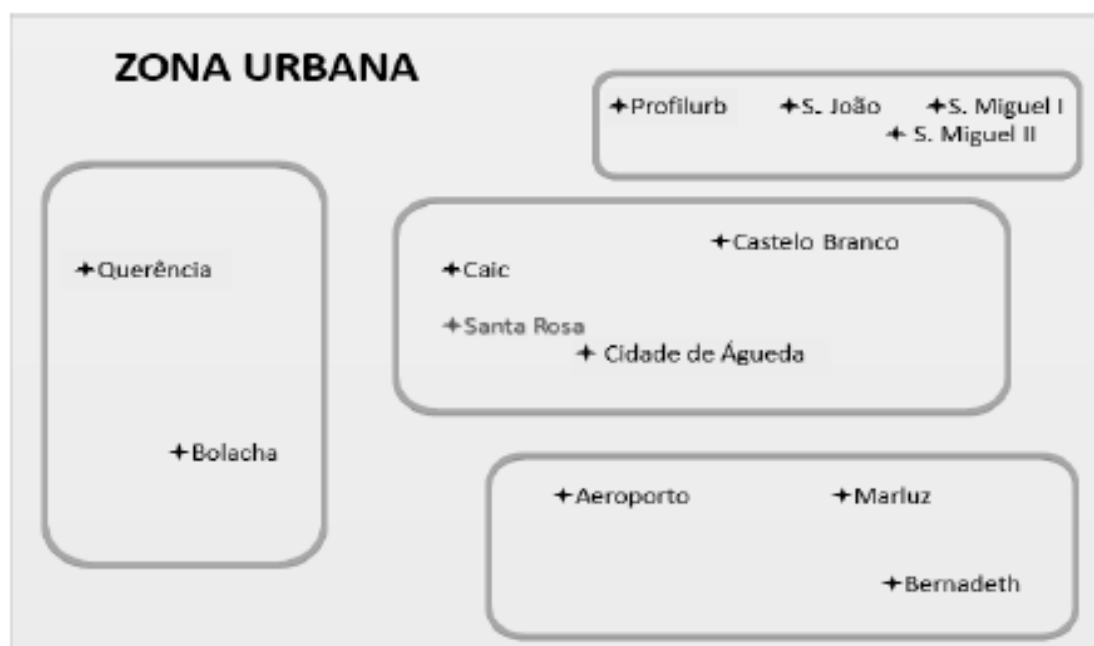 ZONA URBANA
Profilurb
S. João
S. Miguel I
S. Miguel II
Querência
Bolacha
Castelo Branco
Caic
Santa Rosa
Cidade de Águeda
Aeroporto
Marluz
Bernadeth